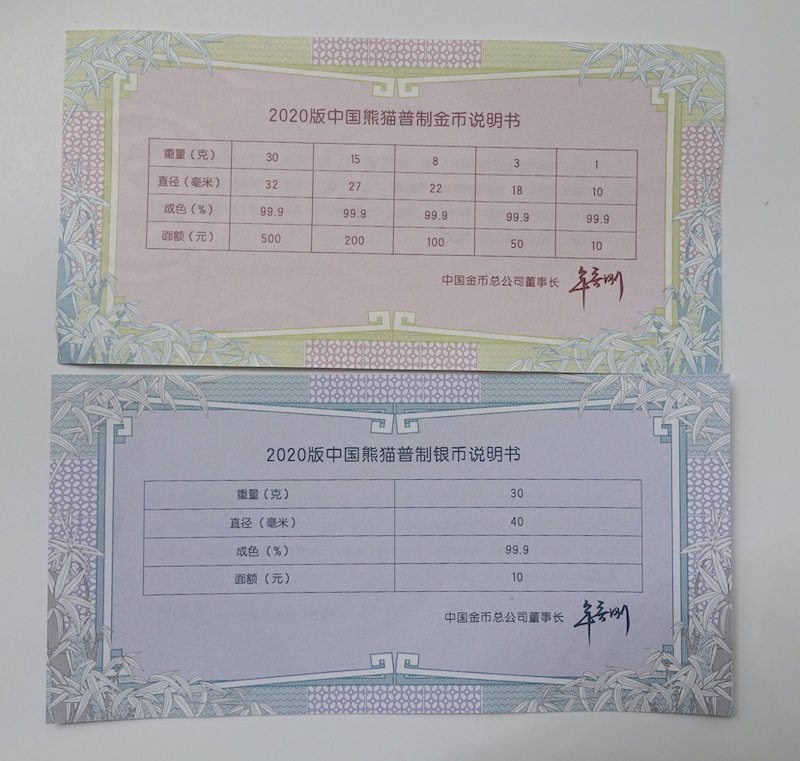 2020版中国熊猫普制金币说明书
重量（克） 30 15 8 3 1
直径（毫米） 32 27 22 18 10
成色（%） 99.9 99.9 99.9 99.9 99.9
面额（元） 500 200 100 50 10
中国金币总公司董事长
2020版中国熊猫普制银币说明书
重量（克） 30
直径（毫米） 40
成色（%） 99.9
面额（元） 10
中国金币总公司董事长